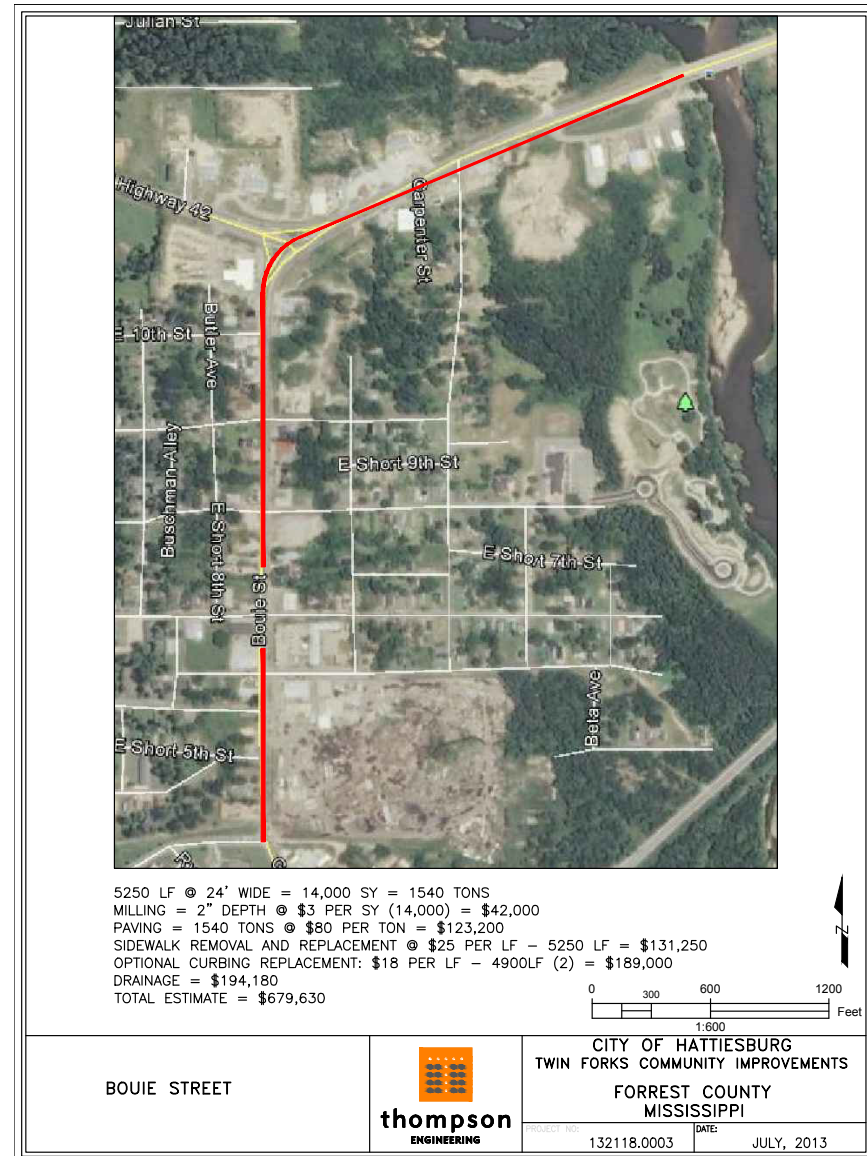 Julian St
Highway 42
Carpenter St
E 10th St
Butler Ave
Buschman Alley
E Short 9th St
E Short 8th St
E Short 7th St
Bouie St
E Short 5th St
Beta Ave
5250 LF @ 24' WIDE = 14,000 SY = 1540 TONS
MILLING = 2" DEPTH @ $3 PER SY (14,000) = $42,000
PAVING = 1540 TONS @ $80 PER TON = $123,200
SIDEWALK REMOVAL AND REPLACEMENT @ $25 PER LF – 5250 LF = $131,250
OPTIONAL CURBING REPLACEMENT: $18 PER LF – 4900LF (2) = $189,000
DRAINAGE = $194,180
TOTAL ESTIMATE = $679,630
N
0 300 600 1200
Feet
1:600
BOUIE STREET
thompson
ENGINEERING
CITY OF HATTIESBURG
TWIN FORKS COMMUNITY IMPROVEMENTS
FORREST COUNTY
MISSISSIPPI
PROJECT NO:
132118.0003
DATE:
JULY, 2013